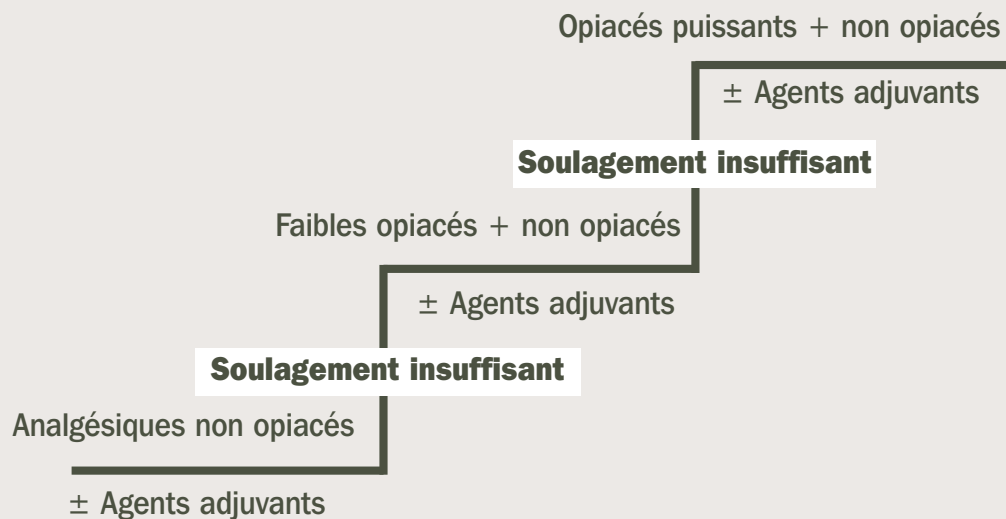 Opiacés puissants + non opiacés
± Agents adjuvants
Soulagement insuffisant
Faibles opiacés + non opiacés
± Agents adjuvants
Soulagement insuffisant
Analgésiques non opiacés
± Agents adjuvants